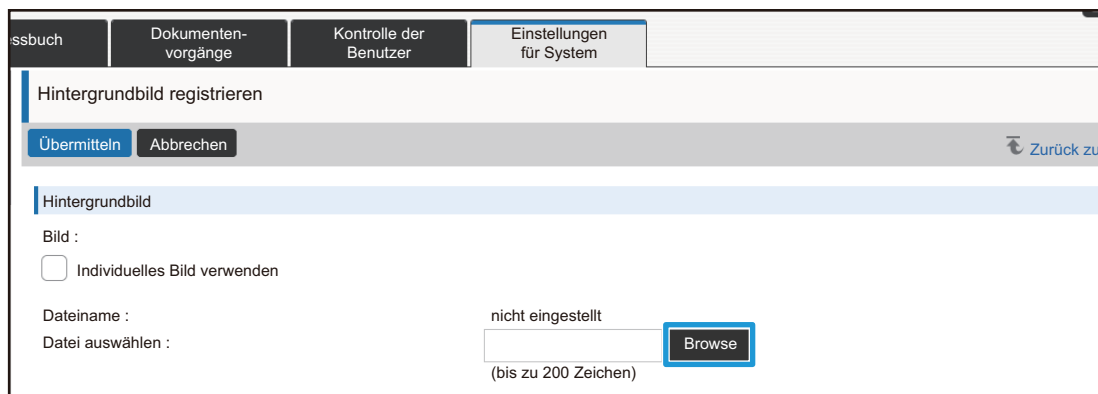 ssbuch
Dokumenten-
vorgänge
Kontrolle der
Benutzer
Einstellungen
für System
Hintergrundbild registrieren
Übermitteln
Abbrechen
Zurück zu
Hintergrundbild
Bild :
Individuelles Bild verwenden
Dateiname :
nicht eingestellt
Datei auswählen :
Browse
(bis zu 200 Zeichen)